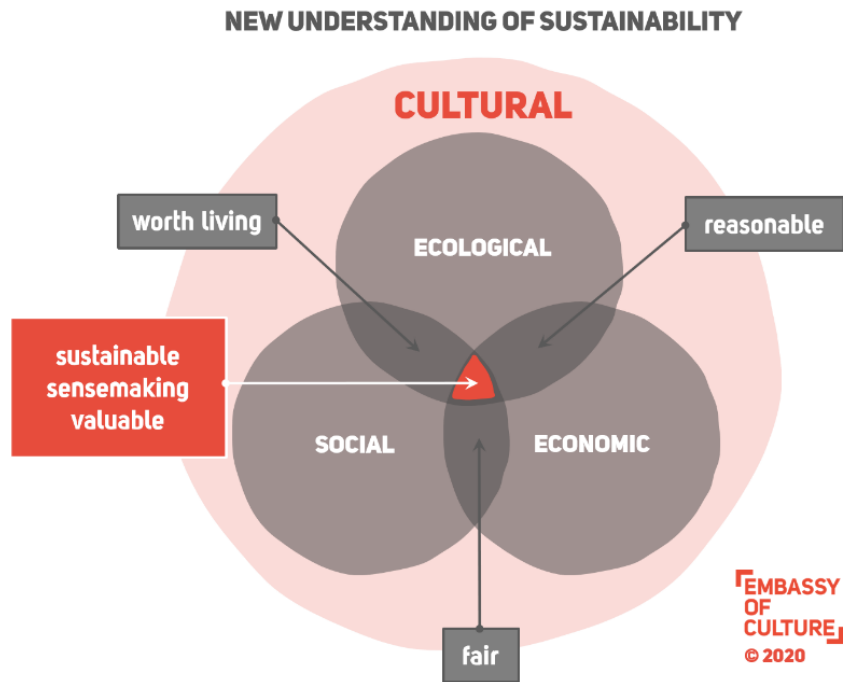 NEW UNDERSTANDING OF SUSTAINABILITY
CULTURAL
worth living
reasonable
ECOLOGICAL
sustainable
sensemaking
valuable
SOCIAL
ECONOMIC
fair
EMBASSY
OF
CULTURE
© 2020